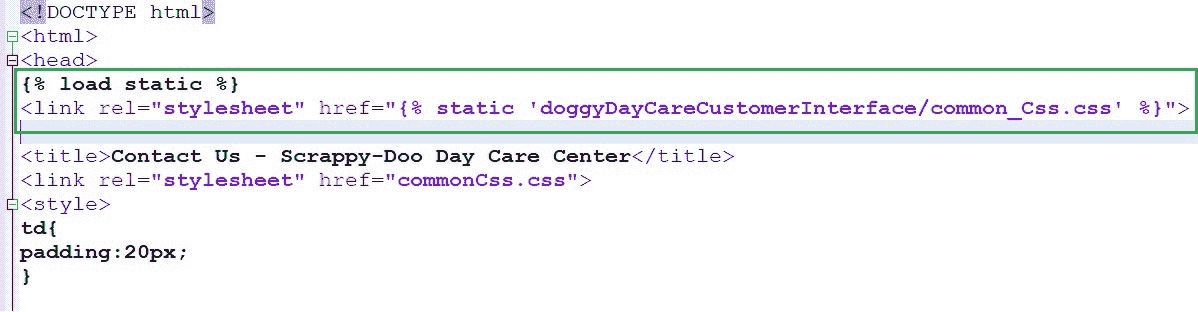 <!DOCTYPE html>
<html>
<head>
{% load static %}
<link rel="stylesheet" href="{% static 'doggyDayCareCustomerInterface/common_Css.css' %}">
<title>Contact Us - Scrappy-Doo Day Care Center</title>
<link rel="stylesheet" href="commonCss.css">
<style>
td{
padding:20px;
}